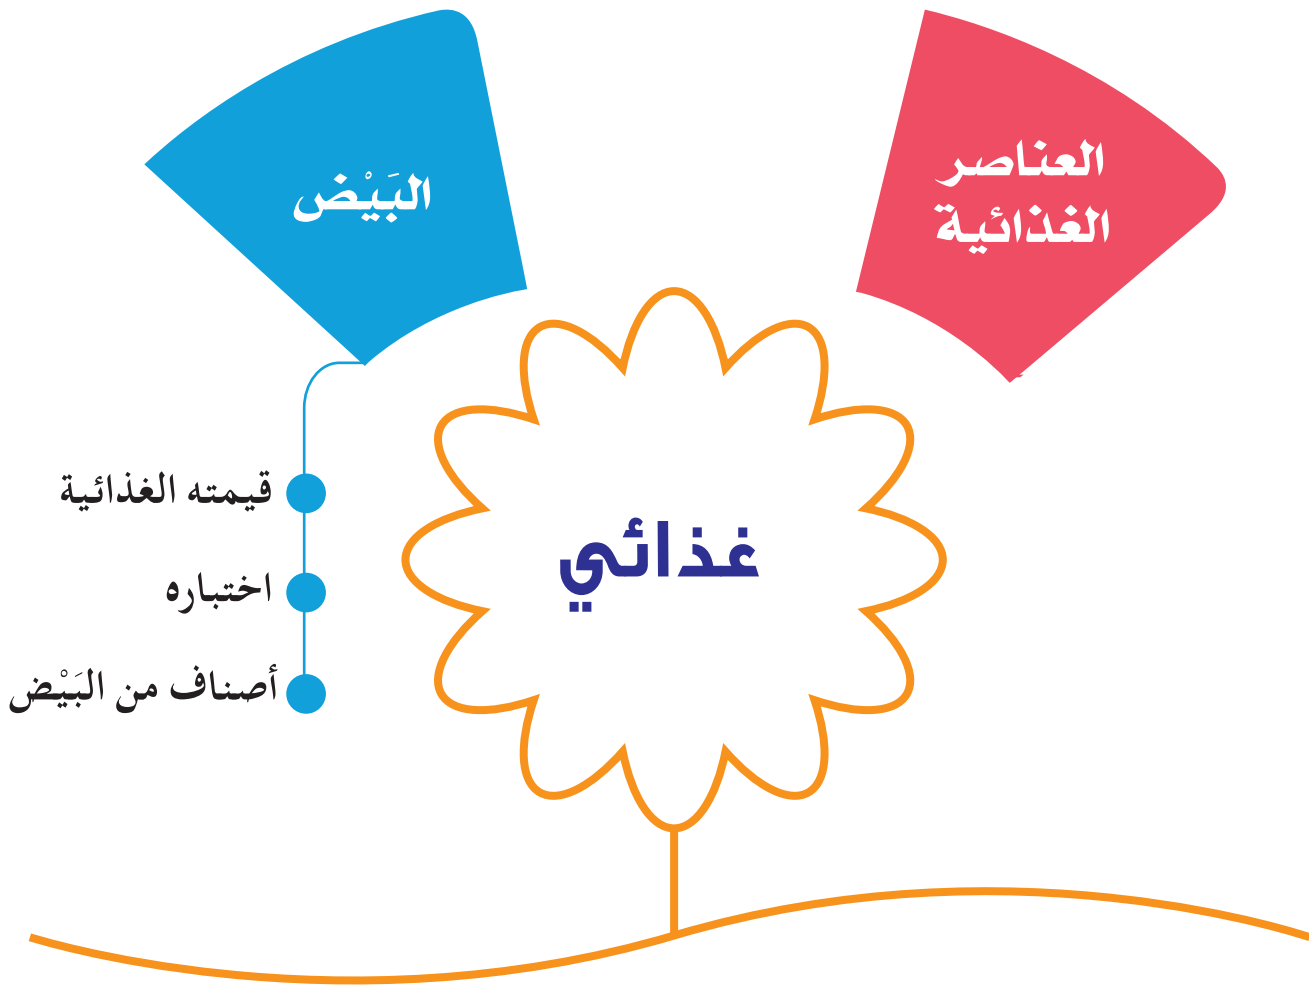 العناصر
الغذائية
البَيْض
غذائي
قيمته الغذائية
اختباره
أصناف من البَيْض